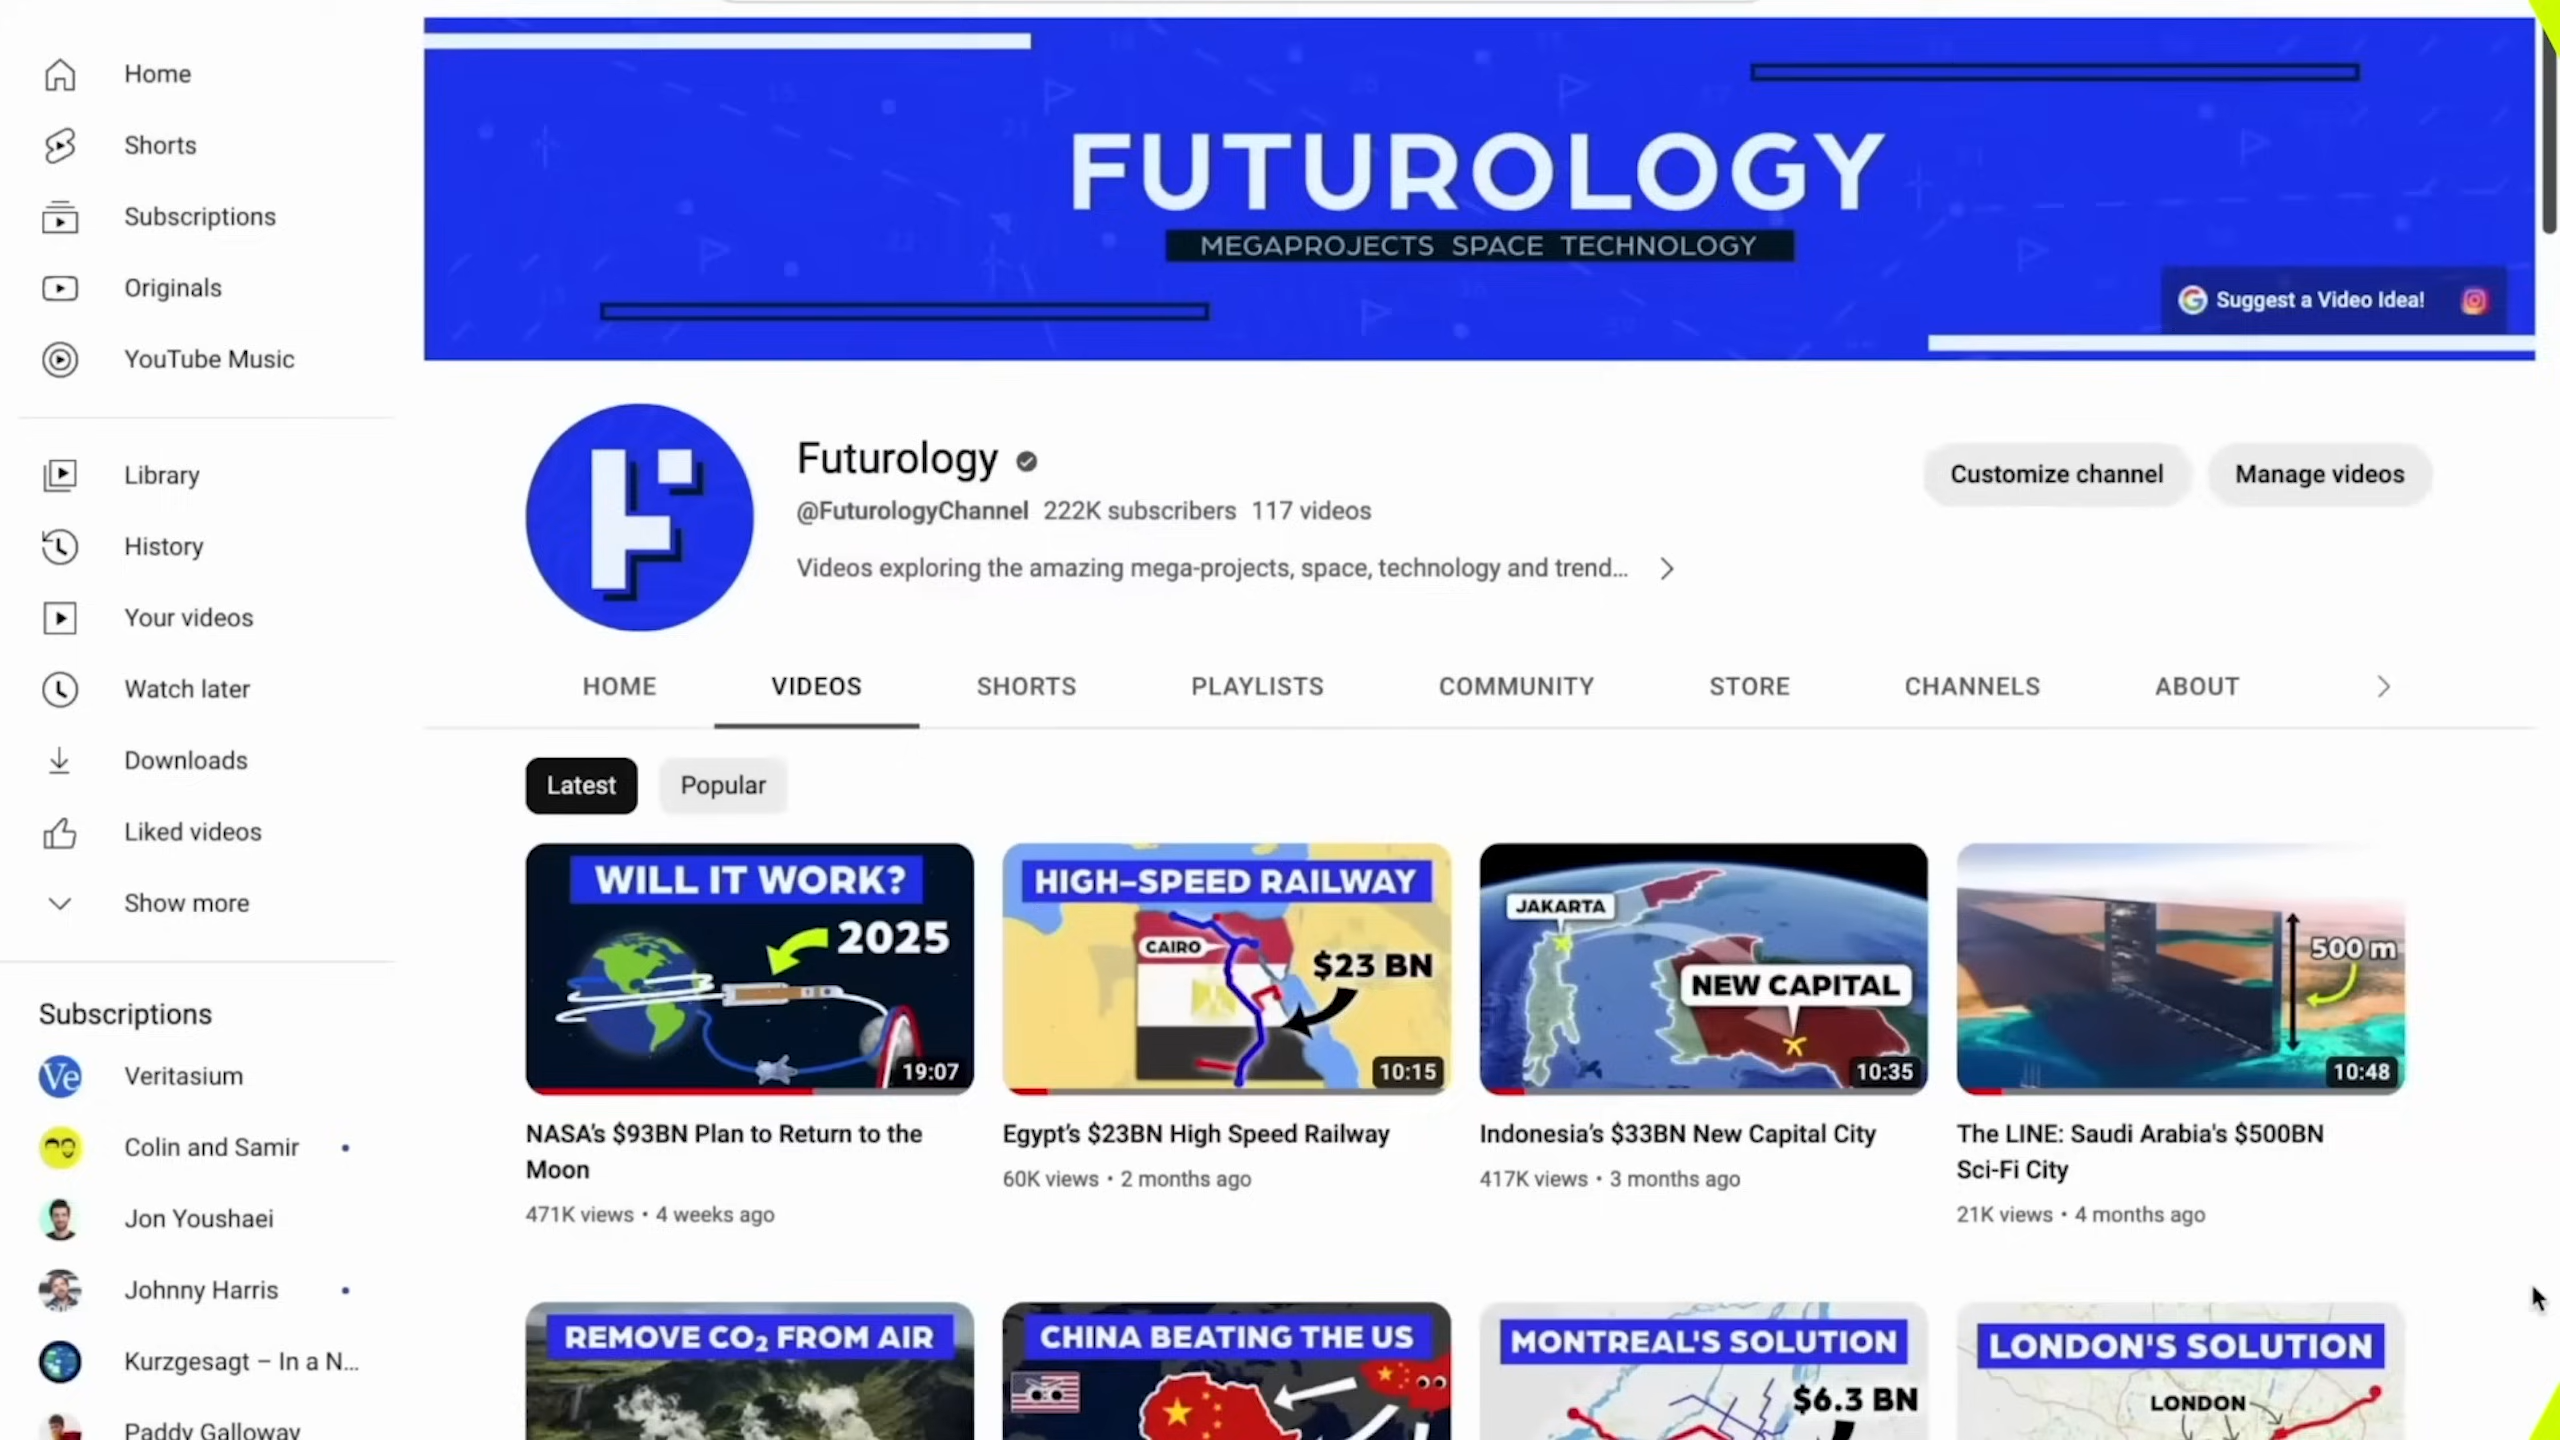 Home
Shorts
Subscriptions
Originals
YouTube Music
Library
History
Your videos
Watch later
Downloads
Liked videos
Show more
Subscriptions
Veritasium
Colin and Samir
Jon Youshaei
Johnny Harris
Kurzgesagt – In a N...
Paddy Galloway
FUTUROLOGY
MEGAPROJECTS SPACE TECHNOLOGY
Suggest a Video Idea!
Futurology
@FuturologyChannel 222K subscribers 117 videos
Videos exploring the amazing mega-projects, space, technology and trend...
Customize channel
Manage videos
HOME VIDEOS SHORTS PLAYLISTS COMMUNITY STORE CHANNELS ABOUT
Latest
Popular
WILL IT WORK?
2025
19:07
NASA's $93BN Plan to Return to the
Moon
471K views • 4 weeks ago
HIGH-SPEED RAILWAY
CAIRO
$23 BN
10:15
Egypt's $23BN High Speed Railway
60K views • 2 months ago
JAKARTA
NEW CAPITAL
10:35
Indonesia's $33BN New Capital City
417K views • 3 months ago
500 m
10:48
The LINE: Saudi Arabia's $500BN
Sci-Fi City
21K views • 4 months ago
REMOVE CO₂ FROM AIR
CHINA BEATING THE US
MONTREAL'S SOLUTION
$6.3 BN
LONDON'S SOLUTION
LONDON